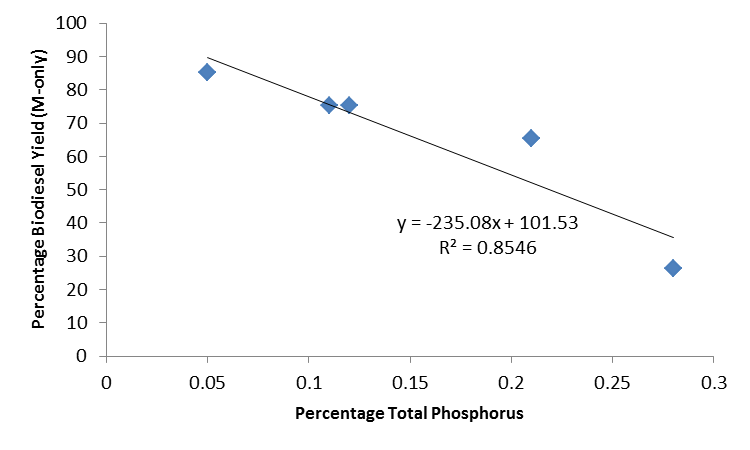 Percentage Biodiesel Yield (M-only)
100
90
80
70
60
50
40
30
20
10
0
y = -235.08x + 101.53
R² = 0.8546
0 0.05 0.1 0.15 0.2 0.25 0.3
Percentage Total Phosphorus